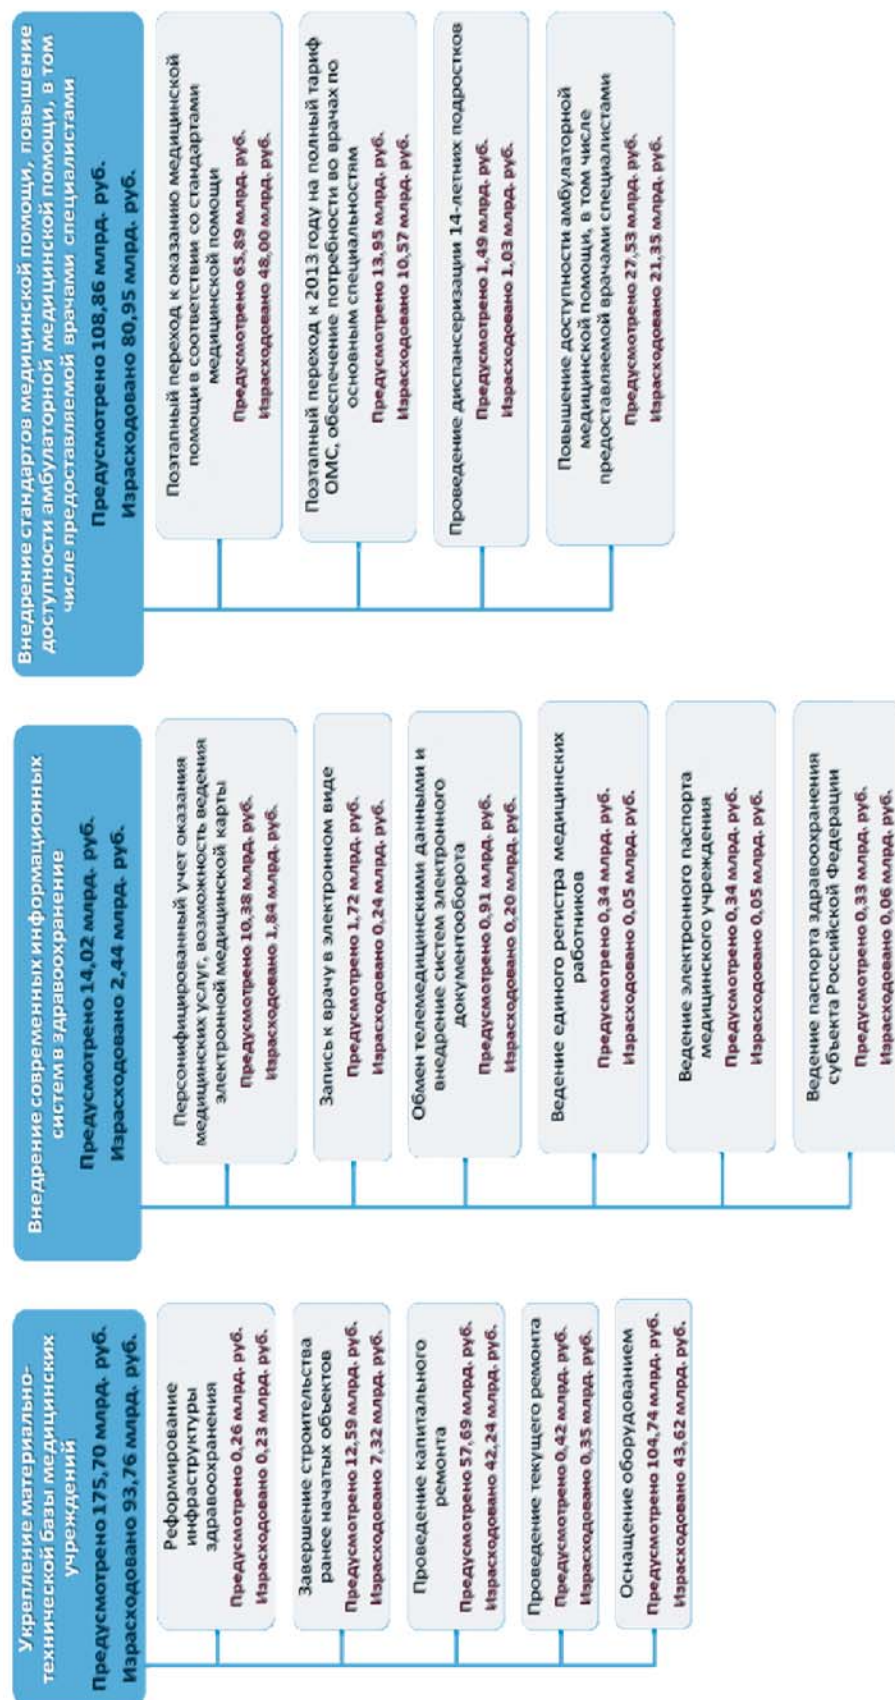 Укрепление материально-
технической базы медицинских
учреждений
Предусмотрено 175,70 млрд. руб.
Израсходовано 93,76 млрд. руб.
Реформирование
инфраструктуры
здравоохранения
Предусмотрено 0,26 млрд. руб.
Израсходовано 0,23 млрд. руб.
Завершение строительства
ранее начатых объектов
Предусмотрено 12,59 млрд. руб.
Израсходовано 7,32 млрд. руб.
Проведение капитального
ремонта
Предусмотрено 57,69 млрд. руб.
Израсходовано 42,24 млрд. руб.
Проведение текущего ремонта
Предусмотрено 0,42 млрд. руб.
Израсходовано 0,35 млрд. руб.
Оснащение оборудованием
Предусмотрено 104,74 млрд. руб.
Израсходовано 43,62 млрд. руб.
Внедрение современных информационных
систем в здравоохранение
Предусмотрено 14,02 млрд. руб.
Израсходовано 2,44 млрд. руб.
Персонифицированный учет оказания
медицинских услуг, возможность ведения
электронной медицинской карты
Предусмотрено 10,38 млрд. руб.
Израсходовано 1,84 млрд. руб.
Запись к врачу в электронном виде
Предусмотрено 1,72 млрд. руб.
Израсходовано 0,24 млрд. руб.
Обмен телемедицинскими данными и
внедрение систем электронного
документооборота
Предусмотрено 0,91 млрд. руб.
Израсходовано 0,20 млрд. руб.
Ведение единого регистра медицинских
работников
Предусмотрено 0,34 млрд. руб.
Израсходовано 0,05 млрд. руб.
Ведение электронного паспорта
медицинского учреждения
Предусмотрено 0,34 млрд. руб.
Израсходовано 0,05 млрд. руб.
Ведение паспорта здравоохранения
субъекта Российской Федерации
Предусмотрено 0,33 млрд. руб.
Израсходовано 0,06 млрд. руб.
Внедрение стандартов медицинской помощи, повышение
доступности амбулаторной медицинской помощи, в том
числе предоставляемой врачами специалистами
Предусмотрено 108,86 млрд. руб.
Израсходовано 80,95 млрд. руб.
Поэтапный переход к оказанию медицинской
помощи в соответствии со стандартами
медицинской помощи
Предусмотрено 65,89 млрд. руб.
Израсходовано 48,00 млрд. руб.
Поэтапный переход к 2013 году на полный тариф
ОМС, обеспечение потребности во врачах по
основным специальностям
Предусмотрено 13,95 млрд. руб.
Израсходовано 10,57 млрд. руб.
Проведение диспансеризации 14-летних подростков
Предусмотрено 1,49 млрд. руб.
Израсходовано 1,03 млрд. руб.
Повышение доступности амбулаторной
медицинской помощи, в том числе
предоставляемой врачами специалистами
Предусмотрено 27,53 млрд. руб.
Израсходовано 21,35 млрд. руб.